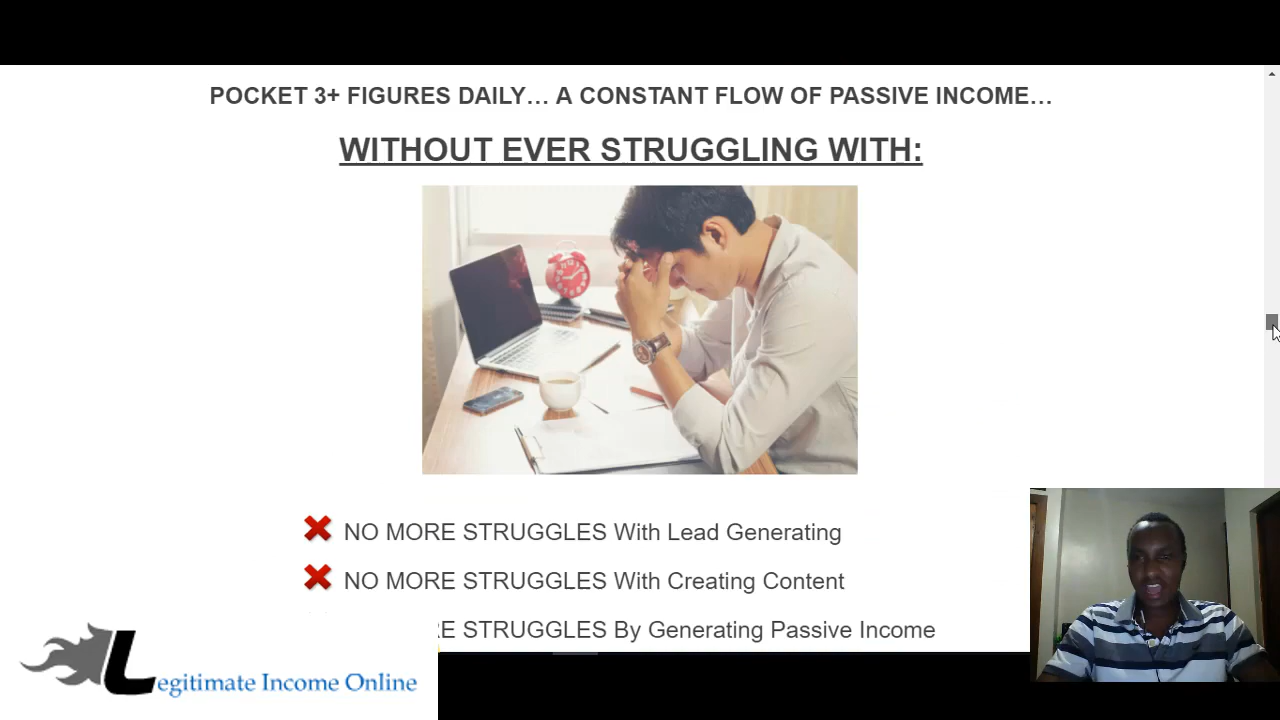 POCKET 3+ FIGURES DAILY... A CONSTANT FLOW OF PASSIVE INCOME...
WITHOUT EVER STRUGGLING WITH:
NO MORE STRUGGLES With Lead Generating
NO MORE STRUGGLES With Creating Content
RE STRUGGLES By Generating Passive Income
Legitimate Income Online